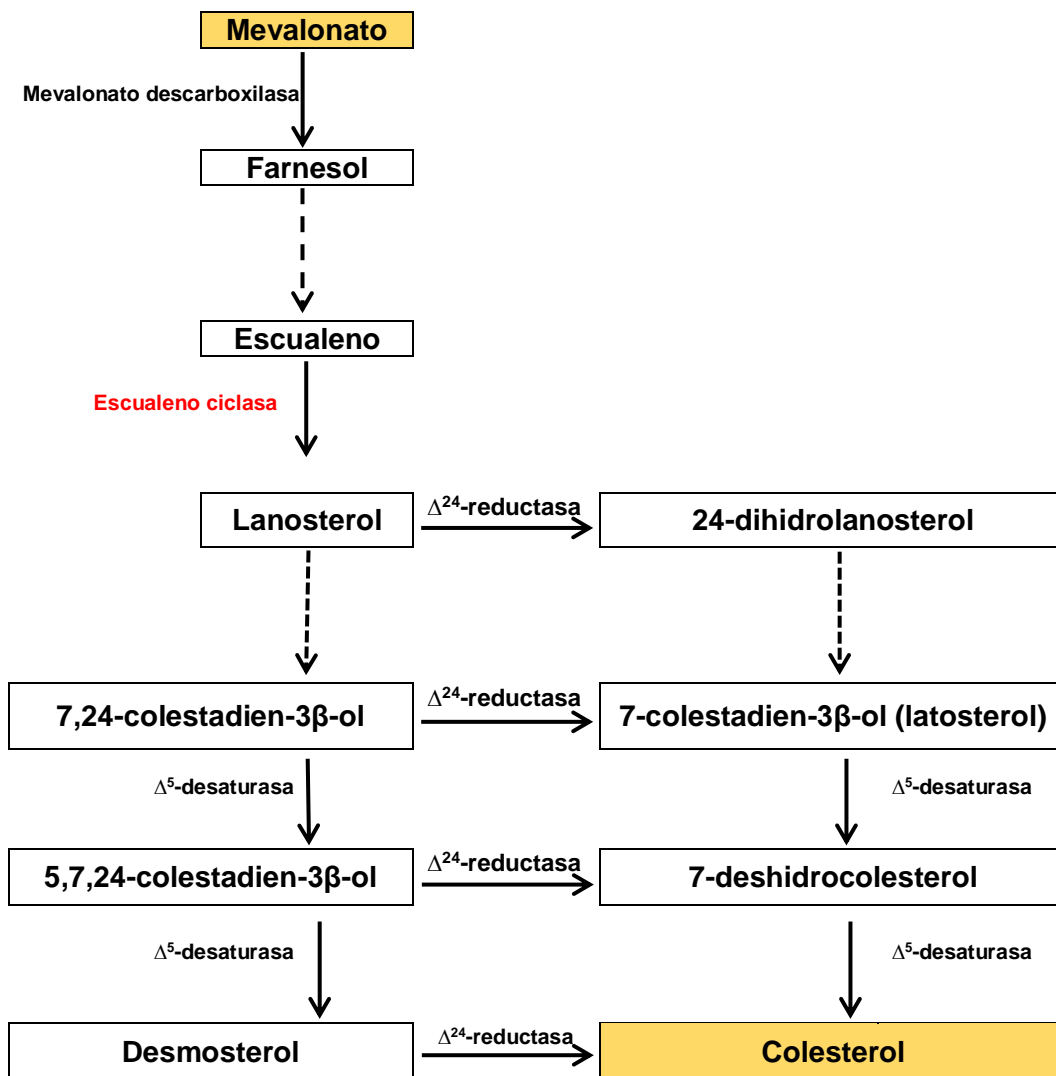 Mevalonato
Mevalonato descarboxilasa
Farnesol
Escualeno
Escualeno ciclasa
Lanosterol
Δ²⁴-reductasa
24-dihidrolanosterol
7,24-colestadien-3β-ol
Δ²⁴-reductasa
7-colestadien-3β-ol (latosterol)
Δ⁵-desaturasa
Δ⁵-desaturasa
5,7,24-colestadien-3β-ol
Δ²⁴-reductasa
7-deshidrocolesterol
Δ⁵-desaturasa
Δ⁵-desaturasa
Desmosterol
Δ²⁴-reductasa
Colesterol